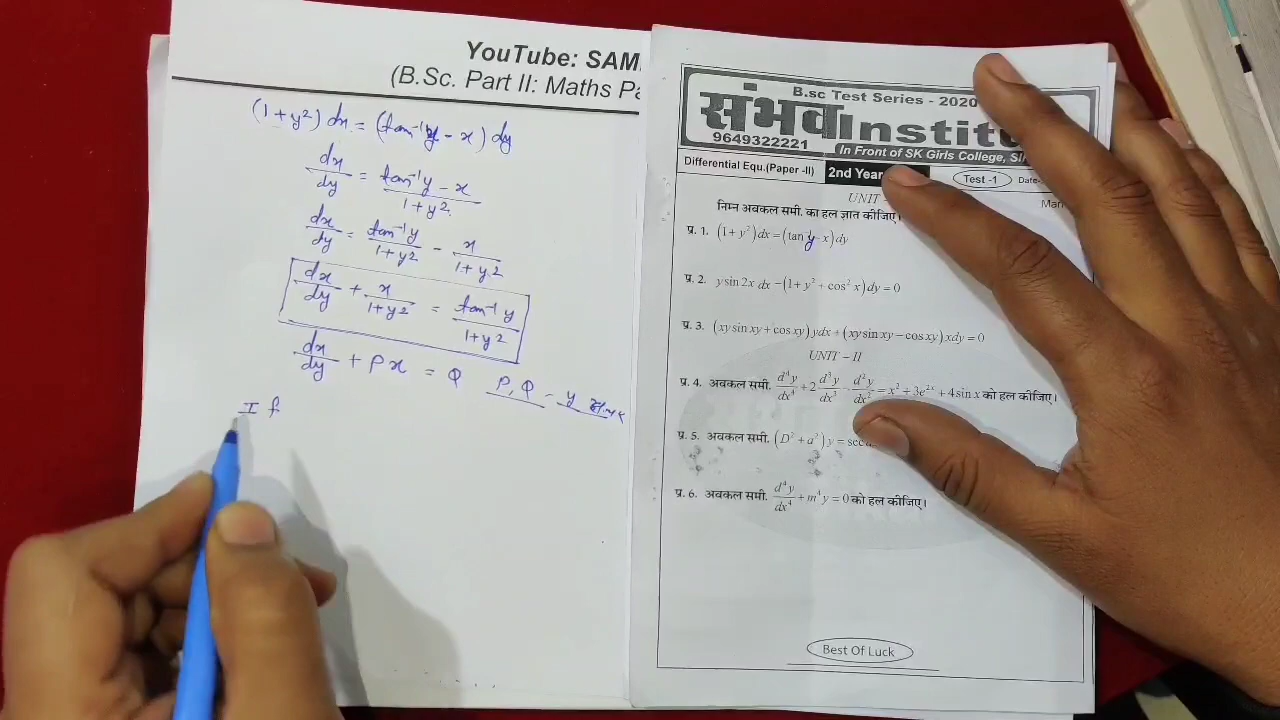 YouTube: SAM
(B.Sc. Part II: Maths Pa
(1+y²) dx = (tan⁻¹y − x) dy
dx/dy = (tan⁻¹y − x)/(1+y²)
dx/dy = tan⁻¹y/(1+y²) − x/(1+y²)
dx/dy + x/(1+y²) = tan⁻¹y/(1+y²)
dx/dy + Px = Q P, Q − y
I f
B.sc Test Series - 2020
संभव Instit
9649322221
In Front of SK Girls College, SI
Differential Equ.(Paper -II) 2nd Year Test -1 Date-
UNIT Mar
निम्न अवकल समी. का हल ज्ञात कीजिए।
प्र. 1. (1+y²)dx = (tan y−x)dy
प्र. 2. y sin 2x dx −(1+y²+cos² x)dy = 0
प्र. 3. (xy sin xy + cos xy) ydx + (xy sin xy − cos xy) xdy = 0
UNIT – II
प्र. 4. अवकल समी. d⁴y/dx⁴ + 2 d³y/dx³ − d²y/dx² = x² + 3e²ˣ + 4 sin x को हल कीजिए।
प्र. 5. अवकल समी. (D² + a²) y = sec
प्र. 6. अवकल समी. d⁴y/dx⁴ + m⁴y = 0 को हल कीजिए।
Best Of Luck